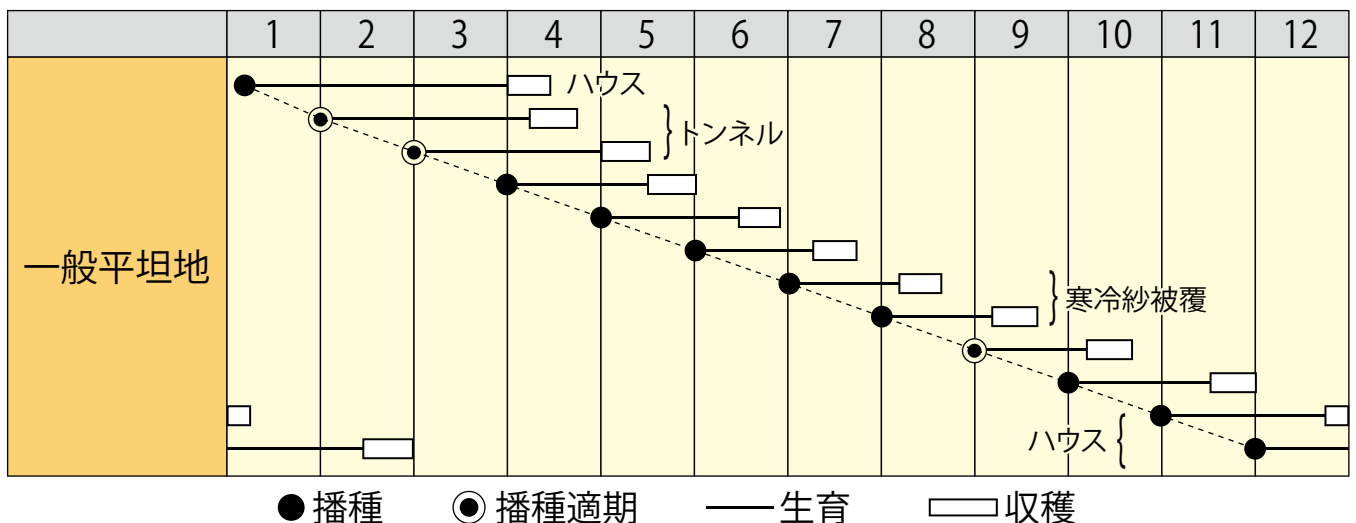 1 2 3 4 5 6 7 8 9 10 11 12
ハウス
トンネル
一般平坦地
寒冷紗被覆
ハウス
播種 播種適期 生育 収穫